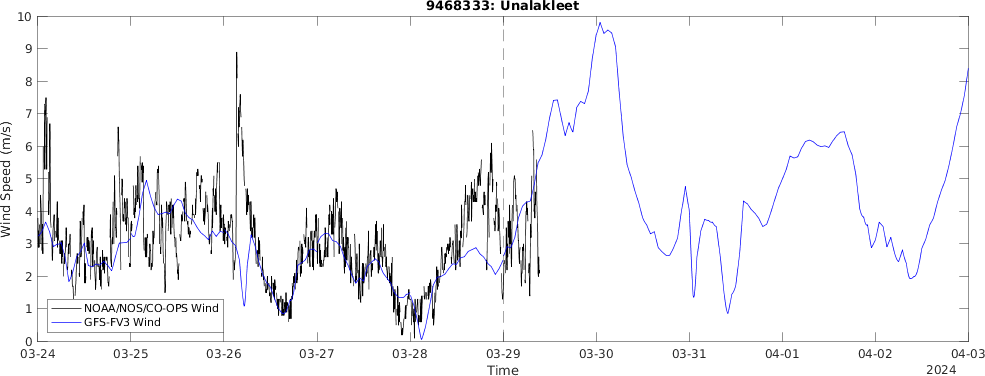 9468333: Unalakleet
Wind Speed (m/s)
10
9
8
7
6
5
4
3
2
1
0
NOAA/NOS/CO-OPS Wind
GFS-FV3 Wind
03-24 03-25 03-26 03-27 03-28 03-29 03-30 03-31 04-01 04-02 04-03
Time
2024